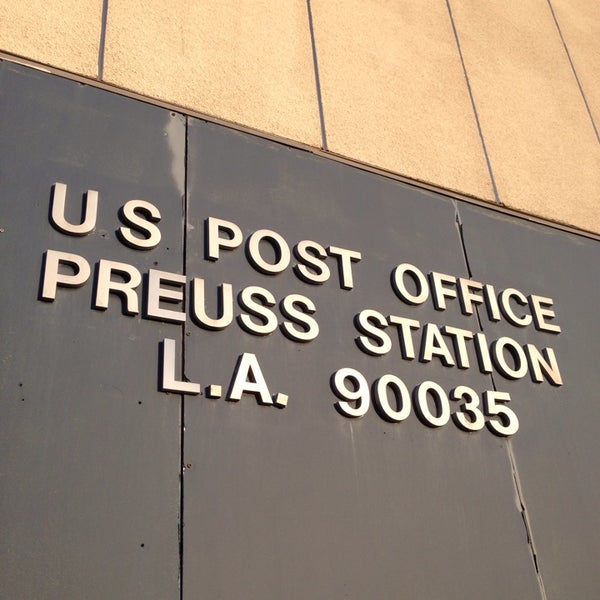 US POST OFFICE
PREUSS STATION
L.A. 90035